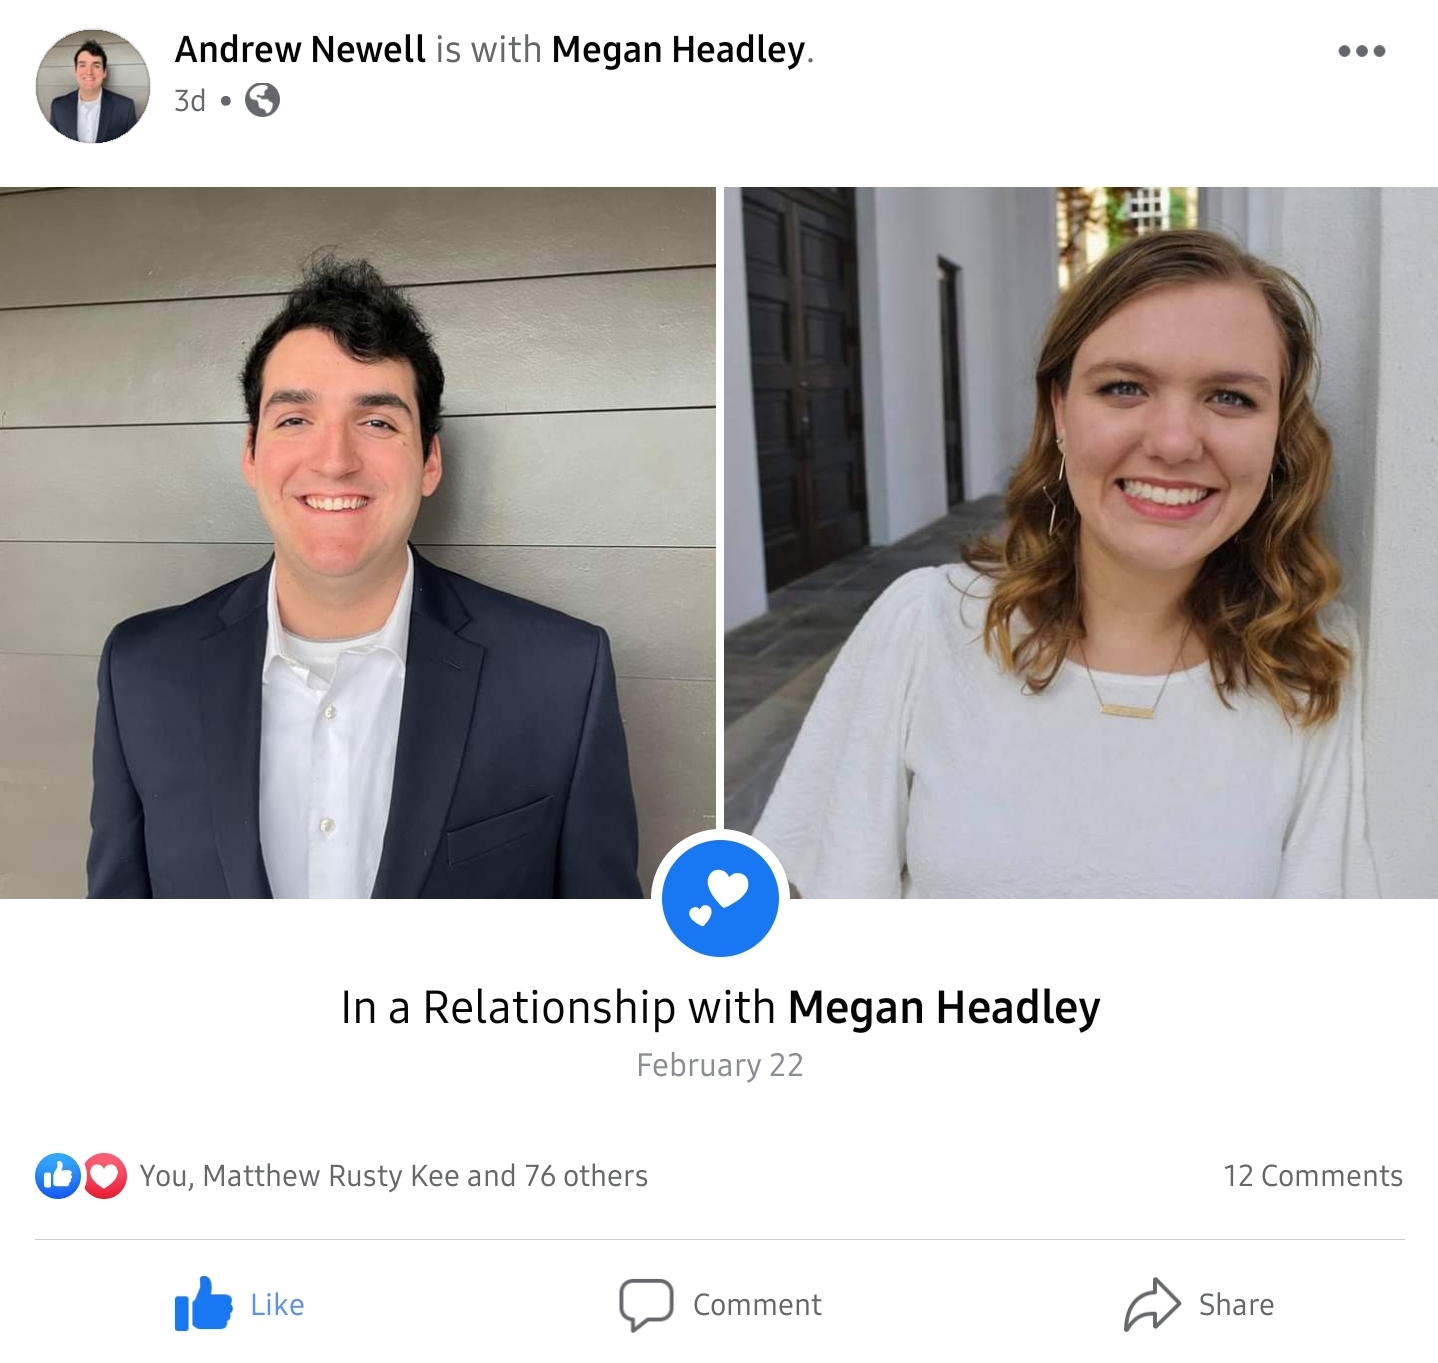 Andrew Newell is with Megan Headley.
3d •
In a Relationship with Megan Headley
February 22
You, Matthew Rusty Kee and 76 others
12 Comments
Like
Comment
Share